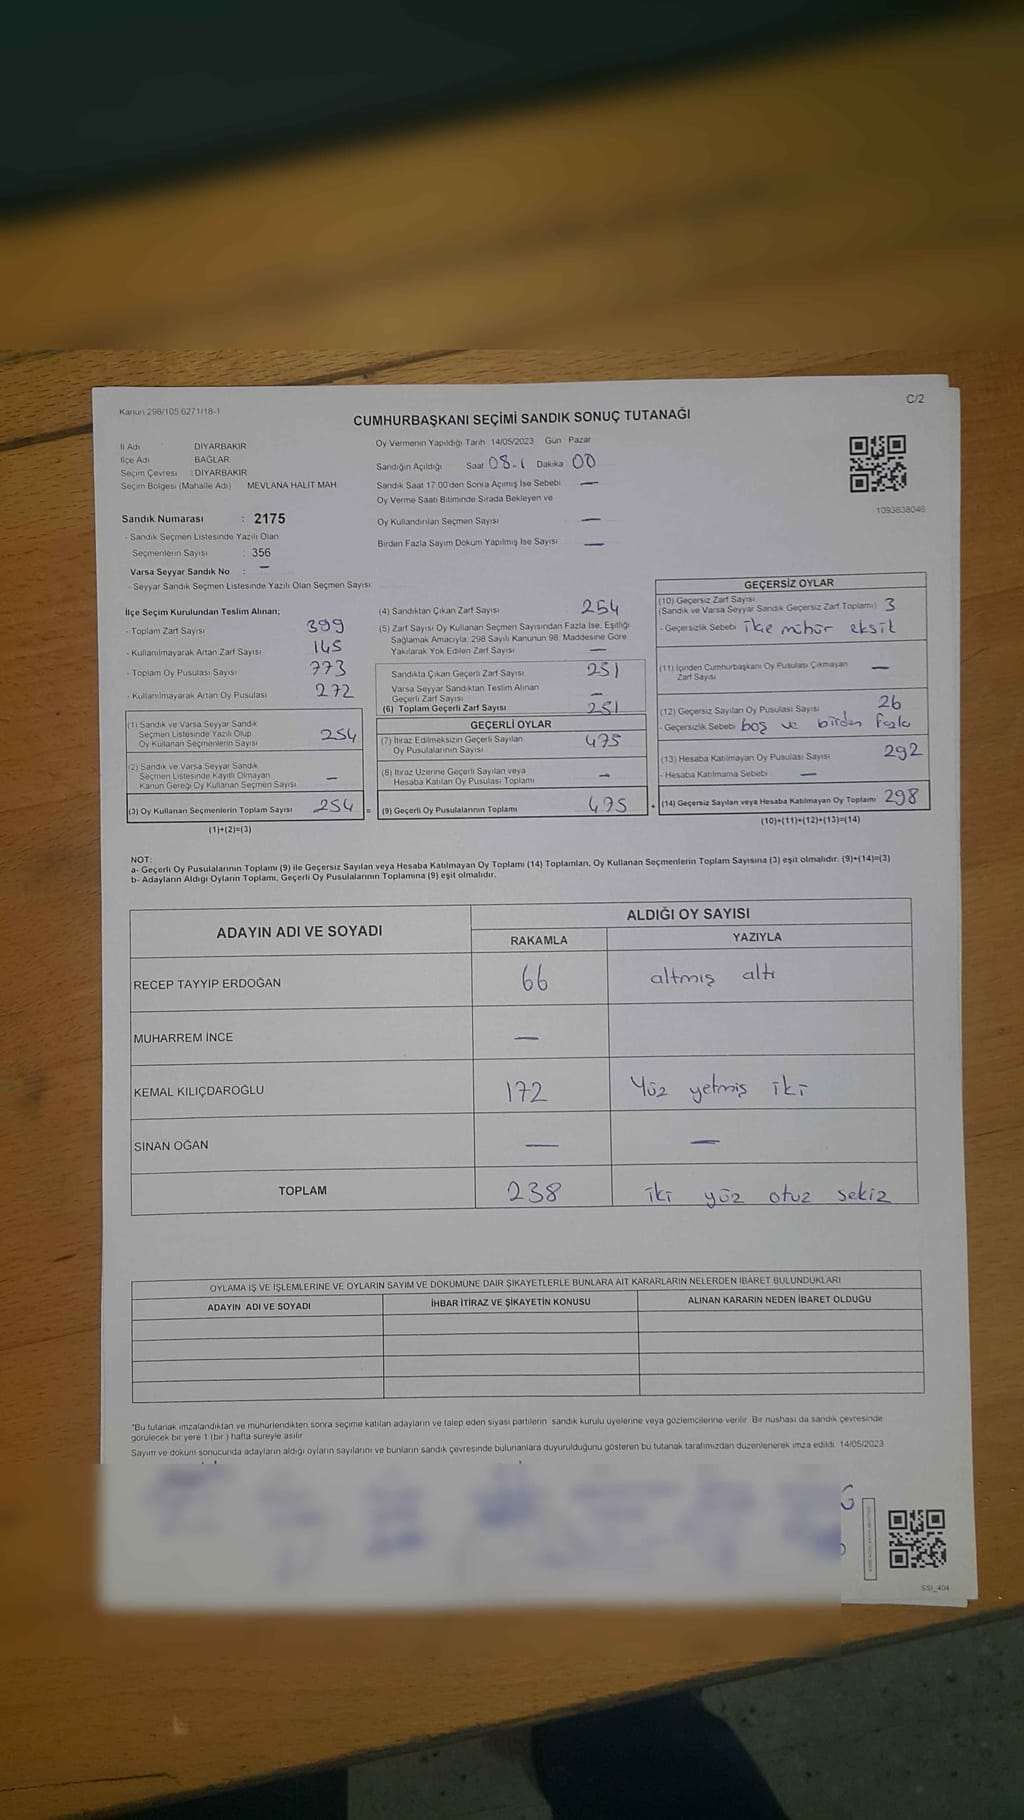 Kanun 298/105 6271/18-1
C/2
CUMHURBAŞKANI SEÇİMİ SANDIK SONUÇ TUTANAĞI
İl Adı DİYARBAKIR
İlçe Adı BAĞLAR
Seçim Çevresi : DİYARBAKIR
Seçim Bölgesi (Mahalle Adı) MEVLANA HALİT MAH
Oy Vermenin Yapıldığı Tarih 14/05/2023 Gün Pazar
Sandığın Açıldığı Saat 08.1 Dakika 00
Sandık Saat 17 00'den Sonra Açımış İse Sebebi —
Oy Verme Saati Bitiminde Sırada Bekleyen ve
Oy Kullandırılan Seçmen Sayısı —
Birden Fazla Sayım Döküm Yapılmış İse Sayısı —
1093838046
Sandık Numarası : 2175
- Sandık Seçmen Listesinde Yazılı Olan
Seçmenlerin Sayısı : 356
Varsa Seyyar Sandık No : —
- Seyyar Sandık Seçmen Listesinde Yazılı Olan Seçmen Sayısı
İlçe Seçim Kurulundan Teslim Alınan;
- Toplam Zarf Sayısı 399
- Kullanılmayarak Artan Zarf Sayısı 145
- Toplam Oy Pusulası Sayısı 773
- Kullanılmayarak Artan Oy Pusulası 272
(1) Sandık ve Varsa Seyyar Sandık
Seçmen Listesinde Yazılı Olup
Oy Kullanan Seçmenlerin Sayısı 254
(2) Sandık ve Varsa Seyyar Sandık
Seçmen Listesinde Kayıtlı Olmayan
Kanun Gereği Oy Kullanan Seçmen Sayısı —
(3) Oy Kullanan Seçmenlerin Toplam Sayısı 254 =
(1)+(2)=(3)
(4) Sandıktan Çıkan Zarf Sayısı 254
(5) Zarf Sayısı Oy Kullanan Seçmen Sayısından Fazla İse, Eşitliği
Sağlamak Amacıyla; 298 Sayılı Kanunun 98. Maddesine Göre
Yakılarak Yok Edilen Zarf Sayısı —
Sandıkta Çıkan Geçerli Zarf Sayısı 251
Varsa Seyyar Sandıktan Teslim Alınan
Geçerli Zarf Sayısı —
(6) Toplam Geçerli Zarf Sayısı 251
GEÇERLİ OYLAR
(7) İtiraz Edilmeksizin Geçerli Sayılan
Oy Pusulalarının Sayısı 475
(8) İtiraz Üzerine Geçerli Sayılan veya
Hesaba Katılan Oy Pusulası Toplamı —
(9) Geçerli Oy Pusulalarının Toplamı 475 +
GEÇERSİZ OYLAR
(10) Geçersiz Zarf Sayısı
(Sandık ve Varsa Seyyar Sandık Geçersiz Zarf Toplamı) 3
- Geçersizlik Sebebi ilçe mühür eksik
(11) İçinden Cumhurbaşkanı Oy Pusulası Çıkmayan
Zarf Sayısı —
(12) Geçersiz Sayılan Oy Pusulası Sayısı 26
- Geçersizlik Sebebi boş ve birden fazla
(13) Hesaba Katılmayan Oy Pusulası Sayısı 292
- Hesaba Katılmama Sebebi —
(14) Geçersiz Sayılan veya Hesaba Katılmayan Oy Toplamı 298
(10)+(11)+(12)+(13)=(14)
NOT:
a- Geçerli Oy Pusulalarının Toplamı (9) ile Geçersiz Sayılan veya Hesaba Katılmayan Oy Toplamı (14) Toplamları, Oy Kullanan Seçmenlerin Toplam Sayısına (3) eşit olmalıdır. (9)+(14)=(3)
b- Adayların Aldığı Oyların Toplamı, Geçerli Oy Pusulalarının Toplamına (9) eşit olmalıdır.
ADAYIN ADI VE SOYADI
ALDIĞI OY SAYISI
RAKAMLA YAZIYLA
RECEP TAYYİP ERDOĞAN 66 altmış altı
MUHARREM İNCE —
KEMAL KILIÇDAROĞLU 172 Yüz yetmiş iki
SİNAN OĞAN — —
TOPLAM 238 iki yüz otuz sekiz
OYLAMA İŞ VE İŞLEMLERİNE VE OYLARIN SAYIM VE DÖKÜMÜNE DAİR ŞİKAYETLERLE BUNLARA AİT KARARLARIN NELERDEN İBARET BULUNDUKLARI
ADAYIN ADI VE SOYADI İHBAR İTİRAZ VE ŞİKAYETİN KONUSU ALINAN KARARIN NEDEN İBARET OLDUĞU
*Bu tutanak imzalandıktan ve mühürlendikten sonra seçime katılan adayların ve talep eden siyasi partilerin sandık kurulu üyelerine veya gözlemcilerine verilir. Bir nüshası da sandık çevresinde
görülecek bir yere 1 (bir) hafta süreyle asılır
Sayım ve döküm sonucunda adayların aldığı oyların sayılarını ve bunların sandık çevresinde bulunanlara duyurulduğunu gösteren bu tutanak tarafımızdan düzenlenerek imza edildi. 14/05/2023
SSI_404